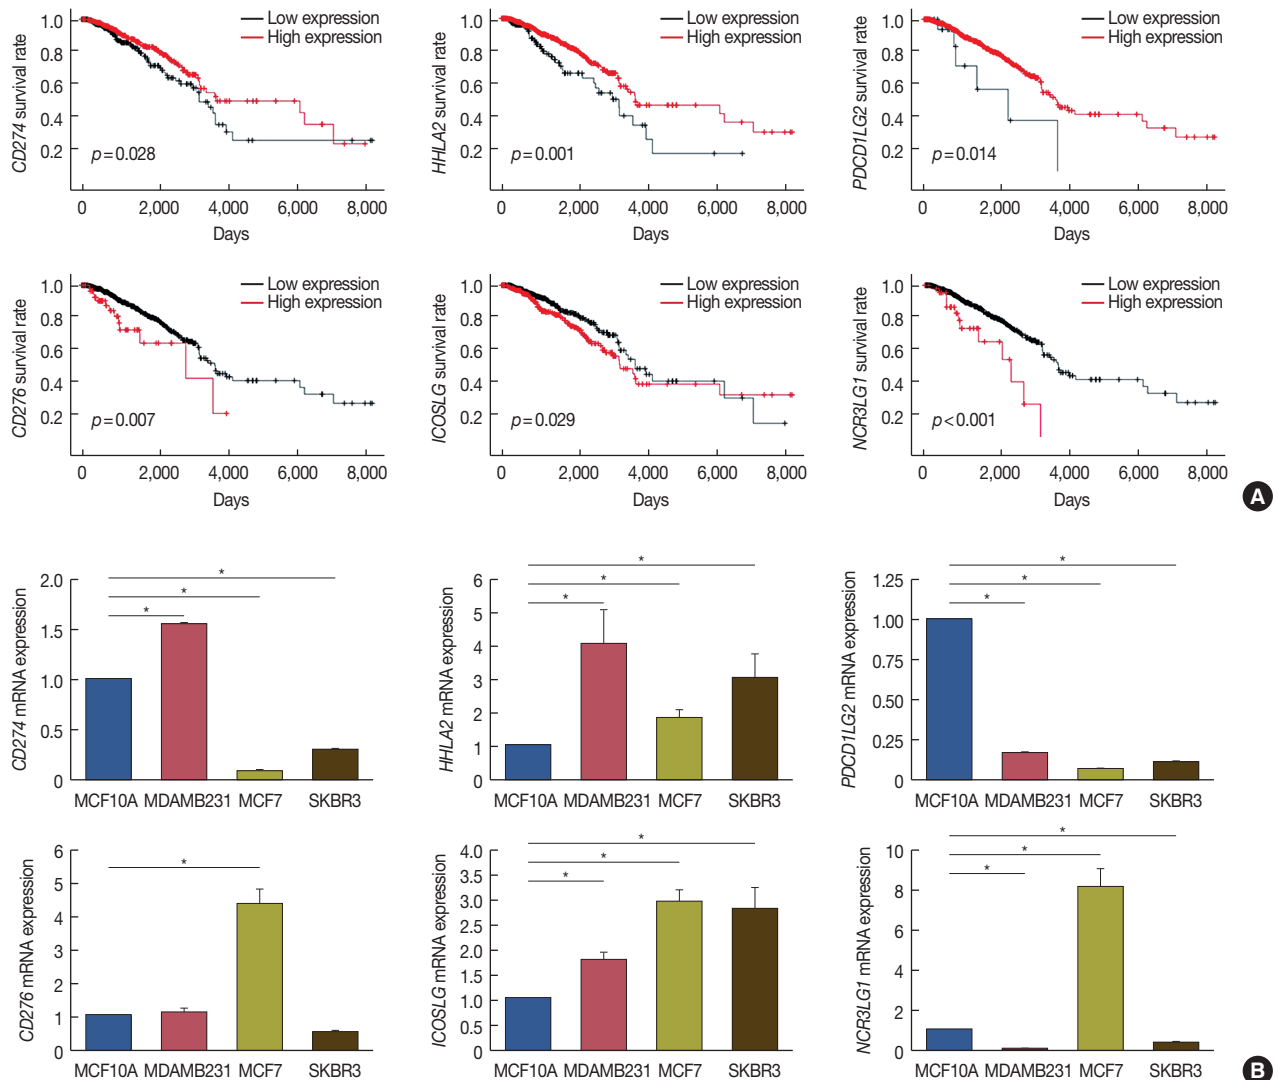 CD274 survival rate
1.0
0.8
0.6
0.4
0.2
Low expression
High expression
p=0.028
0 2,000 4,000 6,000 8,000
Days
HHLA2 survival rate
1.0
0.8
0.6
0.4
0.2
Low expression
High expression
p=0.001
0 2,000 4,000 6,000 8,000
Days
PDCD1LG2 survival rate
1.0
0.8
0.6
0.4
0.2
Low expression
High expression
p=0.014
0 2,000 4,000 6,000 8,000
Days
CD276 survival rate
1.0
0.8
0.6
0.4
0.2
Low expression
High expression
p=0.007
0 2,000 4,000 6,000 8,000
Days
ICOSLG survival rate
1.0
0.8
0.6
0.4
0.2
Low expression
High expression
p=0.029
0 2,000 4,000 6,000 8,000
Days
NCR3LG1 survival rate
1.0
0.8
0.6
0.4
0.2
Low expression
High expression
p<0.001
0 2,000 4,000 6,000 8,000
Days
A
CD274 mRNA expression
2.0
1.5
1.0
0.5
0
*
*
*
MCF10A MDAMB231 MCF7 SKBR3
HHLA2 mRNA expression
6
5
4
3
2
1
0
*
*
*
MCF10A MDAMB231 MCF7 SKBR3
PDCD1LG2 mRNA expression
1.25
1.00
0.75
0.50
0.25
0
*
*
*
MCF10A MDAMB231 MCF7 SKBR3
CD276 mRNA expression
6
5
4
3
2
1
0
*
MCF10A MDAMB231 MCF7 SKBR3
ICOSLG mRNA expression
4.0
3.5
3.0
2.5
2.0
1.5
1.0
0.5
0
*
*
*
MCF10A MDAMB231 MCF7 SKBR3
NCR3LG1 mRNA expression
10
8
6
4
2
0
*
*
*
MCF10A MDAMB231 MCF7 SKBR3
B